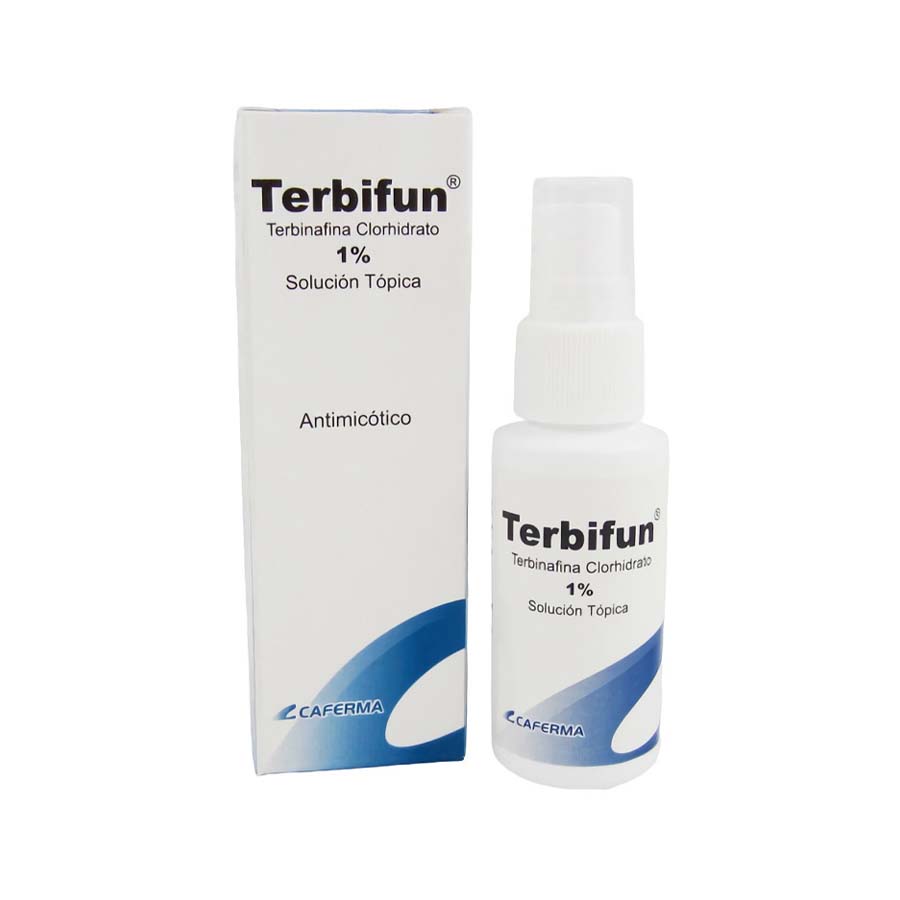 Terbifun®
Terbinafina Clorhidrato
1%
Solución Tópica
Antimicótico
CAFERMA
Terbifun®
Terbinafina Clorhidrato
1%
Solución Tópica
CAFERMA